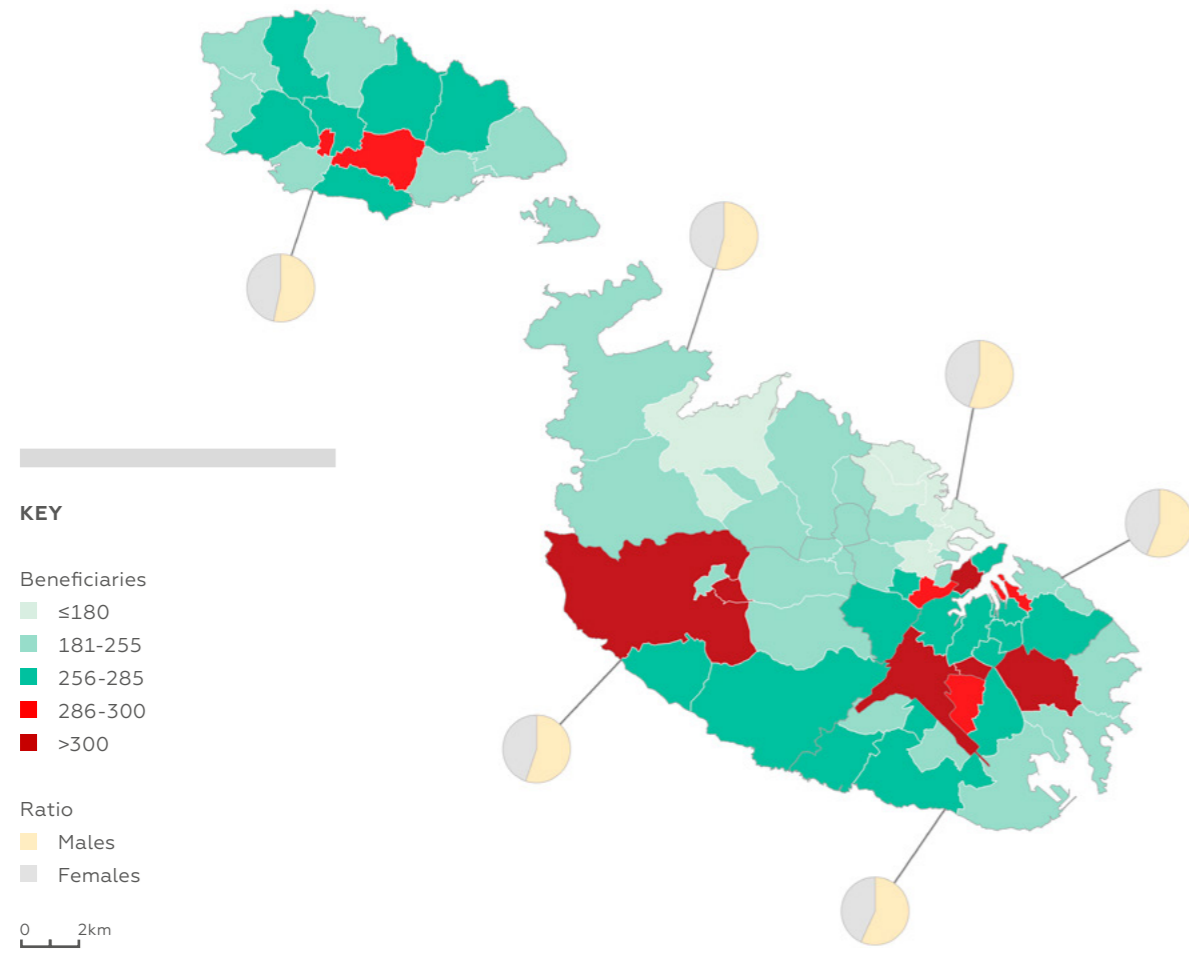 KEY
Beneficiaries
≤180
181-255
256-285
286-300
>300
Ratio
Males
Females
0 2km